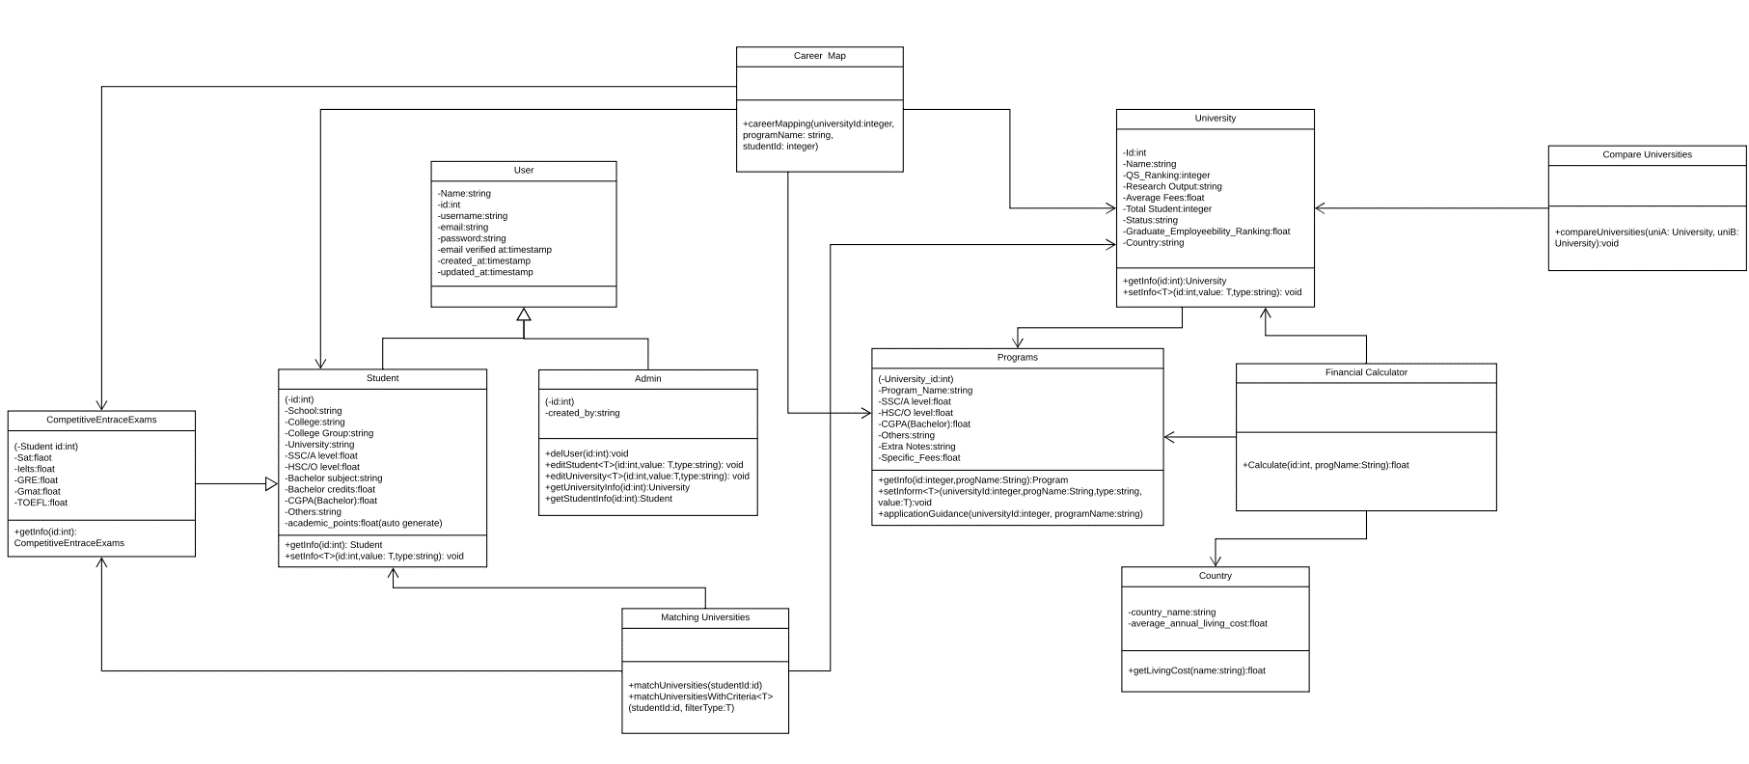 Career  Map
+careerMapping(universityId:integer,
programName: string,
studentId: integer)
User
-Name:string
-id:int
-username:string
-email:string
-password:string
-email verified at:timestamp
-created_at:timestamp
-updated_at:timestamp
University
-Id:int
-Name:string
-QS_Ranking:integer
-Research Output:string
-Average Fees:float
-Total Student:integer
-Status:string
-Graduate_Employeebility_Ranking:float
-Country:string
+getInfo(id:int):University
+setInfo<T>(id:int,value: T,type:string): void
Compare Universities
+compareUniversities(uniA: University, uniB:
University):void
CompetitiveEntraceExams
(-Student id:int)
-Sat:flaot
-Ielts:float
-GRE:float
-Gmat:float
-TOEFL:float
+getInfo(id:int):
CompetitiveEntraceExams
Student
(-id:int)
-School:string
-College:string
-College Group:string
-University:string
-SSC/A level:float
-HSC/O level:float
-Bachelor subject:string
-Bachelor credits:float
-CGPA(Bachelor):float
-Others:string
-academic_points:float(auto generate)
+getInfo(id:int): Student
+setInfo<T>(id:int,value: T,type:string): void
Admin
(-id:int)
-created_by:string
+delUser(id:int):void
+editStudent<T>(id:int,value: T,type:string): void
+editUniversity<T>(id:int,value:T,type:string): void
+getUniversityInfo(id:int):University
+getStudentInfo(id:int):Student
Programs
(-University_id:int)
-Program_Name:string
-SSC/A level:float
-HSC/O level:float
-CGPA(Bachelor):float
-Others:string
-Extra Notes:string
-Specific_Fees:float
+getInfo(id:integer,progName:String):Program
+setInform<T>(universityId:integer,progName:String,type:string,
value:T):void
+applicationGuidance(universityId:integer, programName:string)
Financial Calculator
+Calculate(id:int, progName:String):float
Matching Universities
+matchUniversities(studentId:id)
+matchUniversitiesWithCriteria<T>
(studentId:id, filterType:T)
Country
-country_name:string
-average_annual_living_cost:float
+getLivingCost(name:string):float